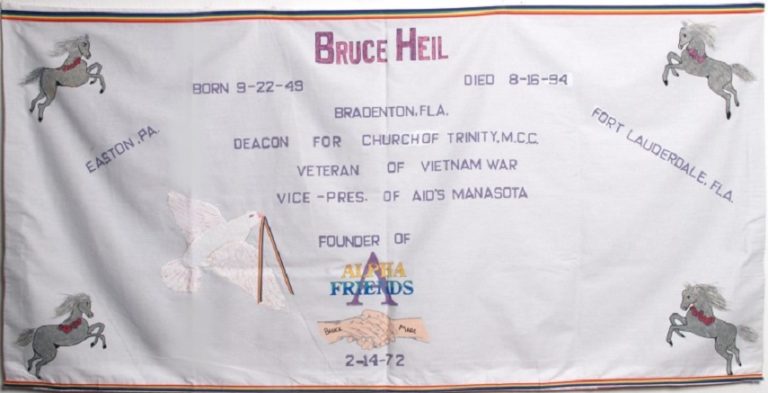 BRUCE HEIL
BORN 9-22-49
DIED 8-16-94
BRADENTON, FLA.
EASTON, PA.
DEACON FOR CHURCH OF TRINITY, M.C.C.
FORT LAUDERDALE, FLA.
VETERAN OF VIETNAM WAR
VICE-PRES. OF AID'S MANASOTA
FOUNDER OF
A
ALPHA
FRIENDS
BRUCE MARK
2-14-72